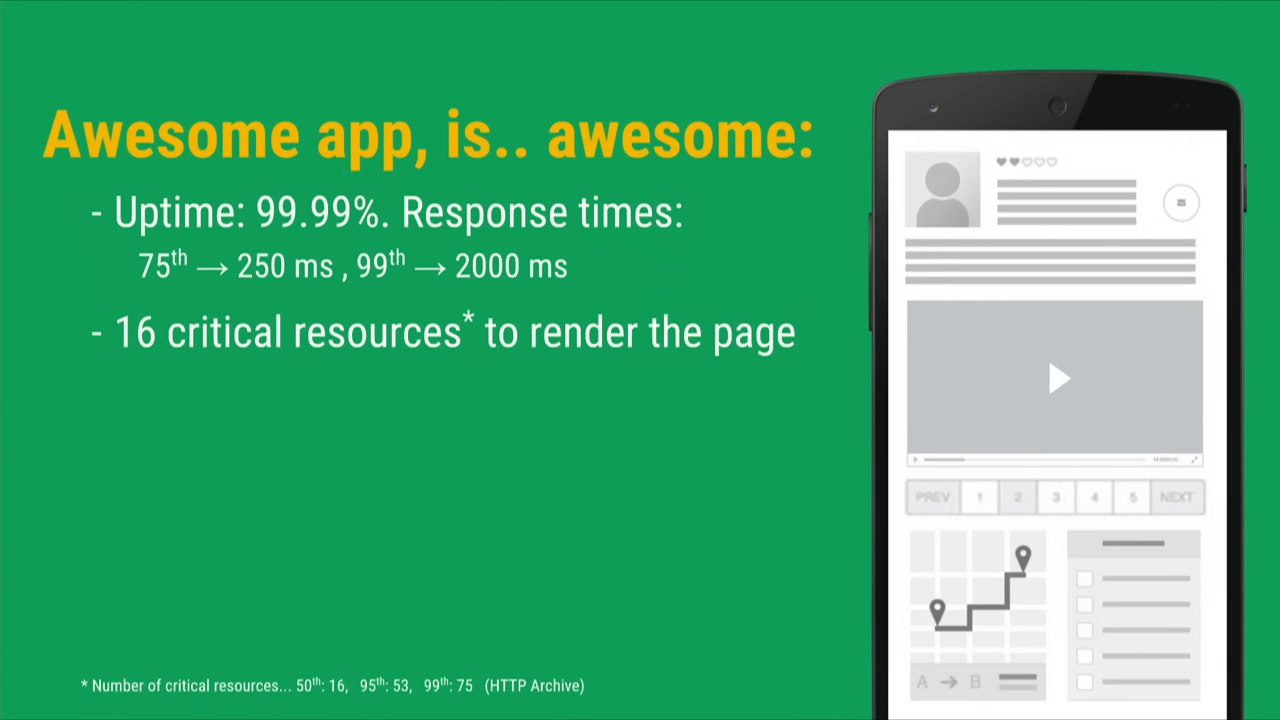 Awesome app, is.. awesome:
- Uptime: 99.99%. Response times:
75th → 250 ms , 99th → 2000 ms
- 16 critical resources* to render the page
* Number of critical resources... 50th: 16, 95th: 53, 99th: 75 (HTTP Archive)
PREV 1 2 3 4 5 NEXT
A → B